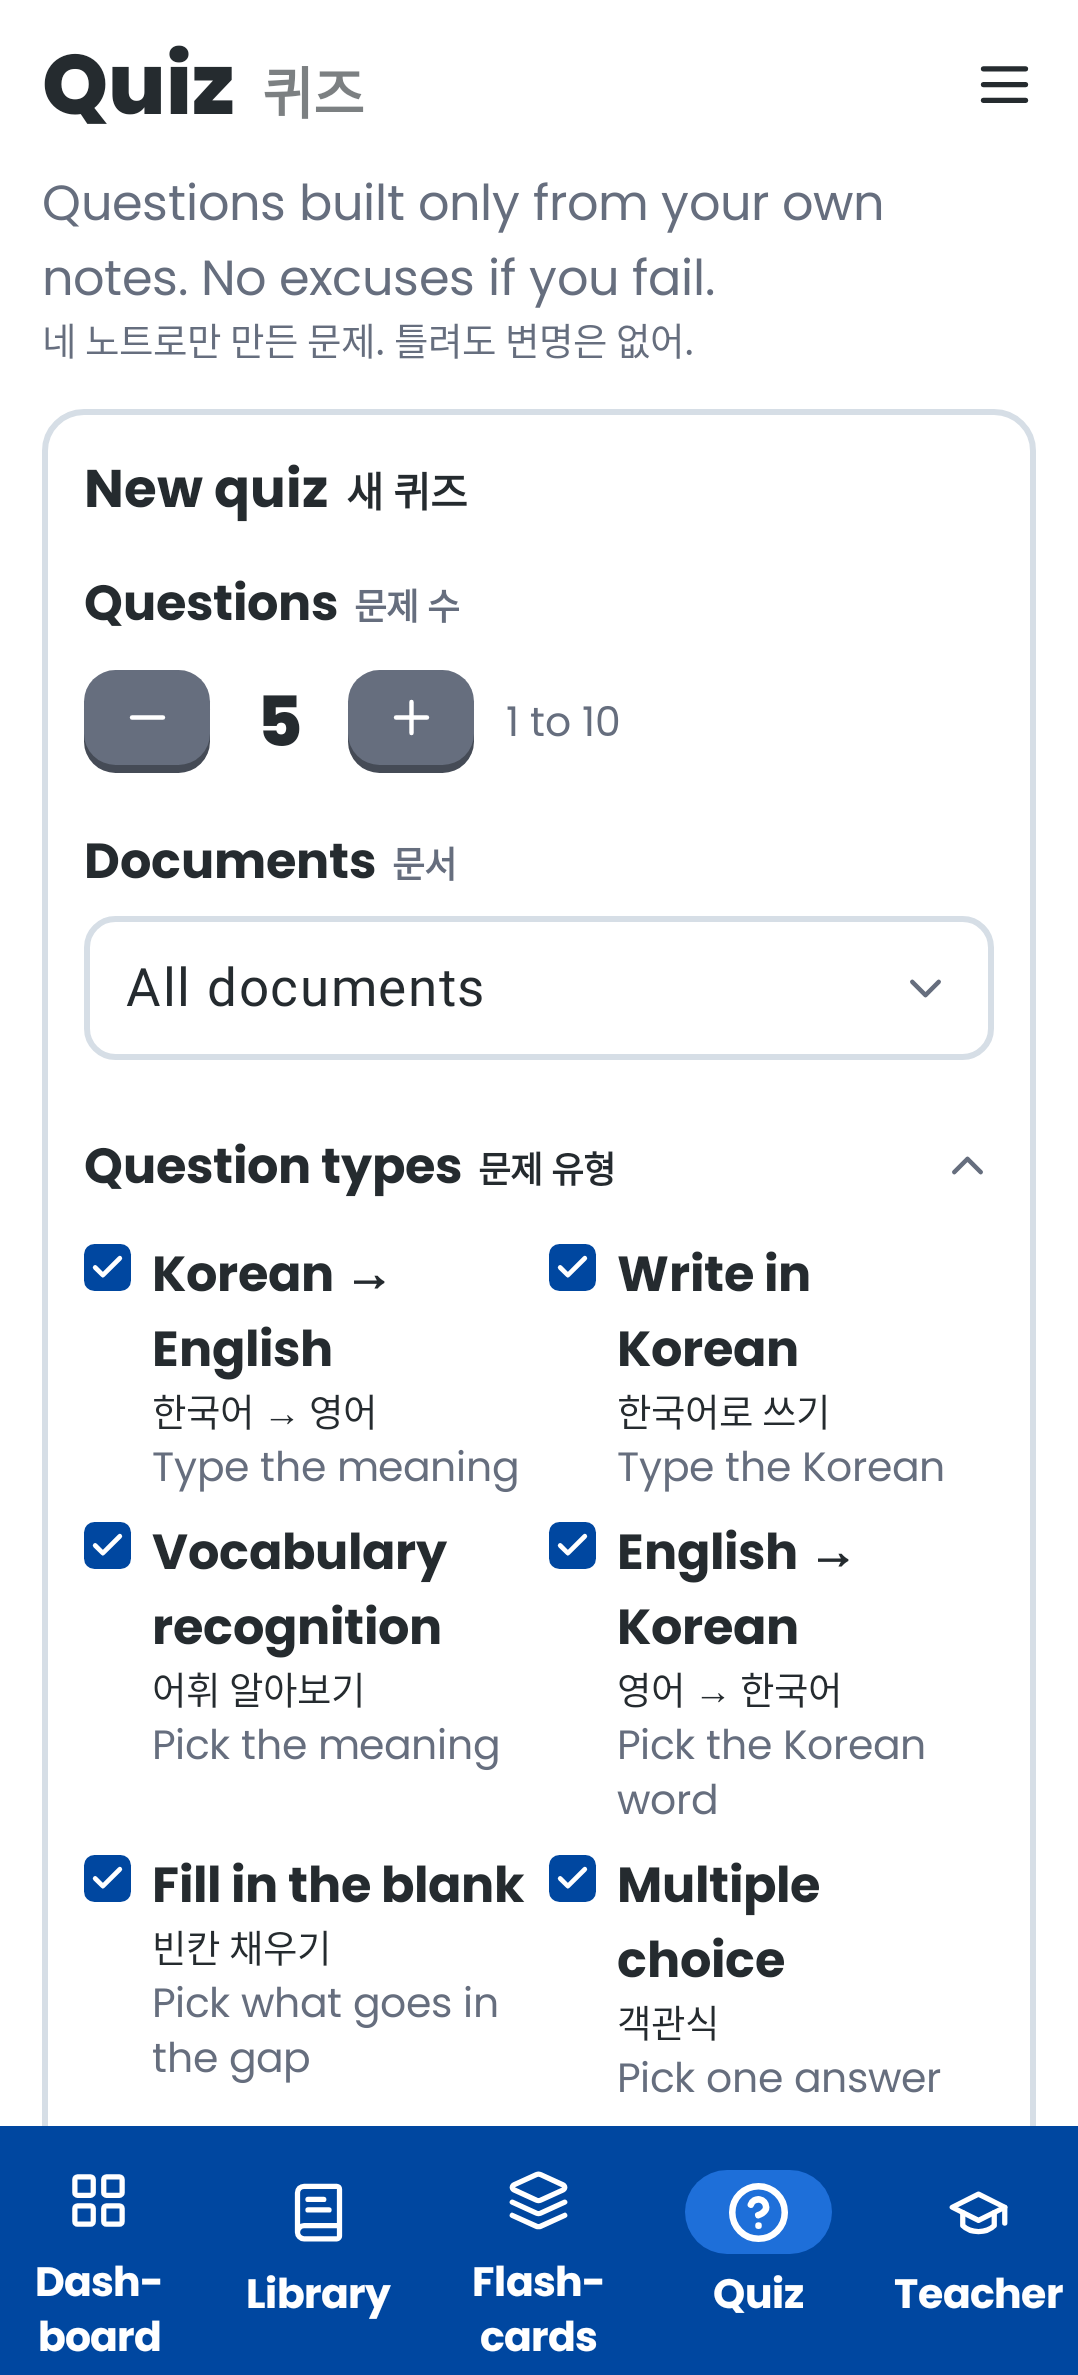 Quiz 퀴즈
Questions built only from your own
notes. No excuses if you fail.
네 노트로만 만든 문제. 틀려도 변명은 없어.
New quiz 새 퀴즈
Questions 문제 수
5 1 to 10
Documents 문서
All documents
Question types 문제 유형
Korean →
English
한국어 → 영어
Type the meaning
Write in
Korean
한국어로 쓰기
Type the Korean
Vocabulary
recognition
어휘 알아보기
Pick the meaning
English →
Korean
영어 → 한국어
Pick the Korean
word
Fill in the blank
빈칸 채우기
Pick what goes in
the gap
Multiple
choice
객관식
Pick one answer
Dash-
board
Library
Flash-
cards
Quiz
Teacher